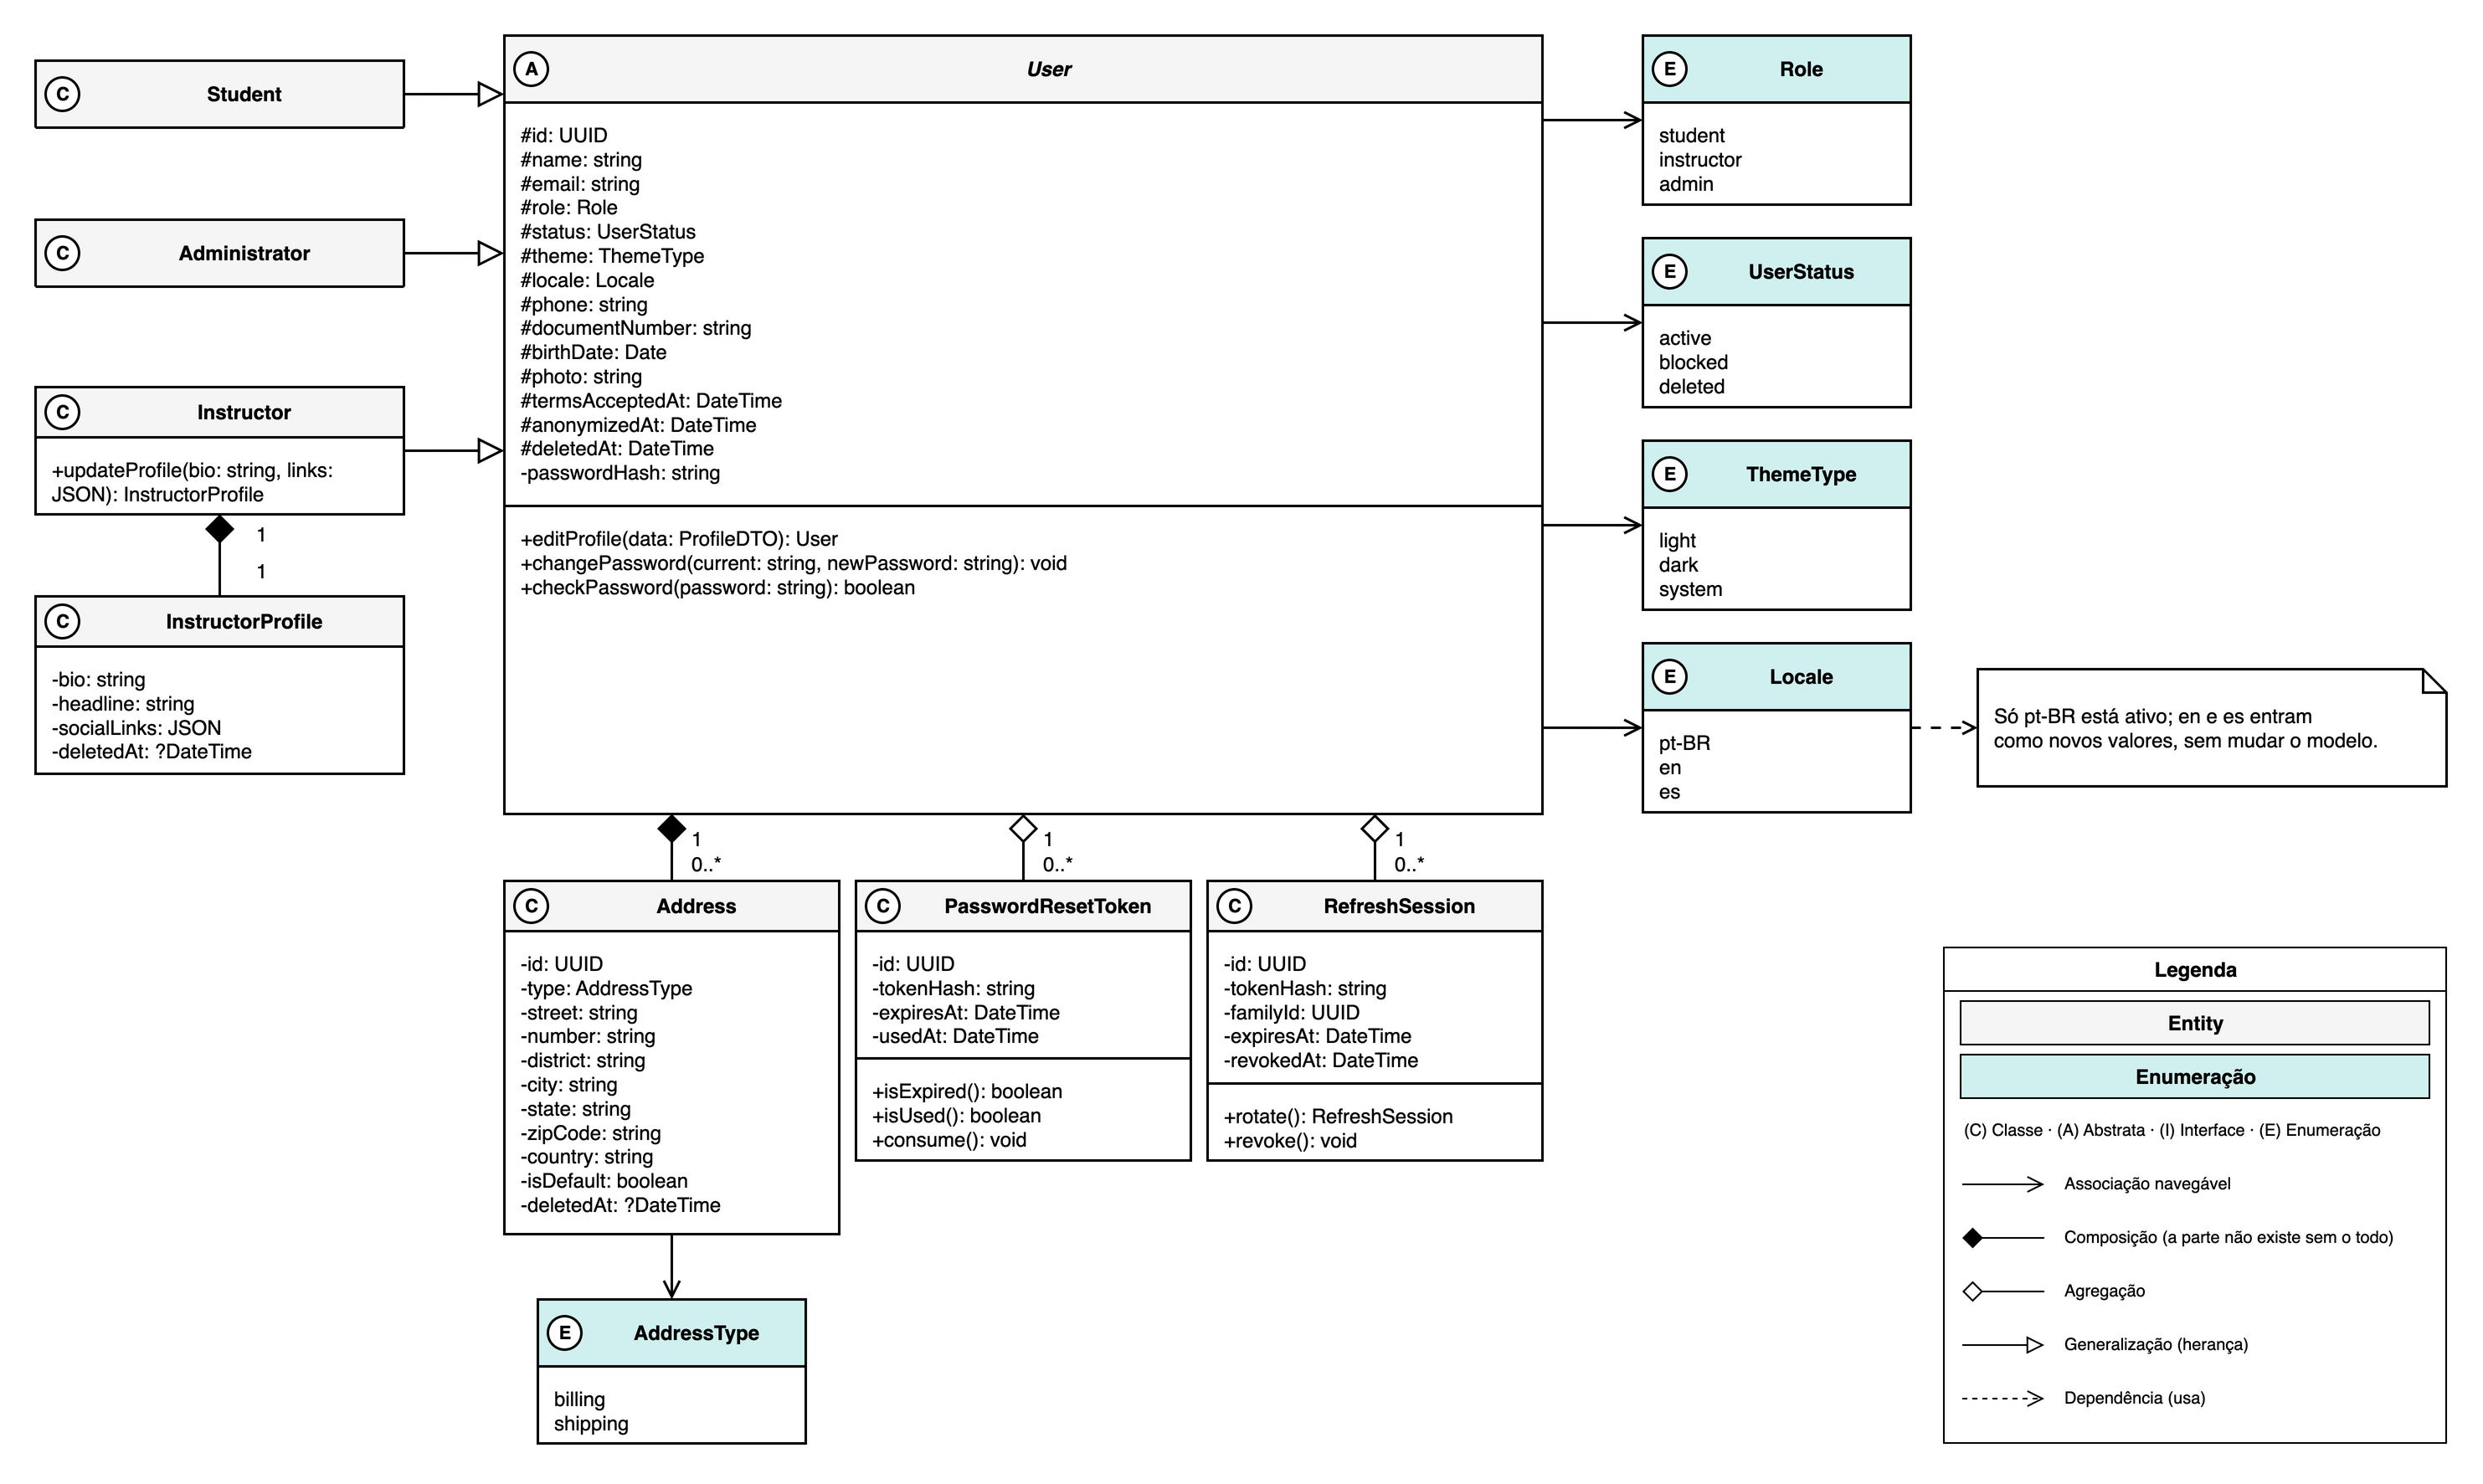 C
Student
C
Administrator
C
Instructor
+updateProfile(bio: string, links:
JSON): InstructorProfile
1
1
C
InstructorProfile
-bio: string
-headline: string
-socialLinks: JSON
-deletedAt: ?DateTime
A
User
#id: UUID
#name: string
#email: string
#role: Role
#status: UserStatus
#theme: ThemeType
#locale: Locale
#phone: string
#documentNumber: string
#birthDate: Date
#photo: string
#termsAcceptedAt: DateTime
#anonymizedAt: DateTime
#deletedAt: DateTime
-passwordHash: string
+editProfile(data: ProfileDTO): User
+changePassword(current: string, newPassword: string): void
+checkPassword(password: string): boolean
E
Role
student
instructor
admin
E
UserStatus
active
blocked
deleted
E
ThemeType
light
dark
system
E
Locale
pt-BR
en
es
Só pt-BR está ativo; en e es entram
como novos valores, sem mudar o modelo.
1
0..*
1
0..*
1
0..*
C
Address
-id: UUID
-type: AddressType
-street: string
-number: string
-district: string
-city: string
-state: string
-zipCode: string
-country: string
-isDefault: boolean
-deletedAt: ?DateTime
C
PasswordResetToken
-id: UUID
-tokenHash: string
-expiresAt: DateTime
-usedAt: DateTime
+isExpired(): boolean
+isUsed(): boolean
+consume(): void
C
RefreshSession
-id: UUID
-tokenHash: string
-familyId: UUID
-expiresAt: DateTime
-revokedAt: DateTime
+rotate(): RefreshSession
+revoke(): void
E
AddressType
billing
shipping
Legenda
Entity
Enumeração
(C) Classe · (A) Abstrata · (I) Interface · (E) Enumeração
Associação navegável
Composição (a parte não existe sem o todo)
Agregação
Generalização (herança)
Dependência (usa)